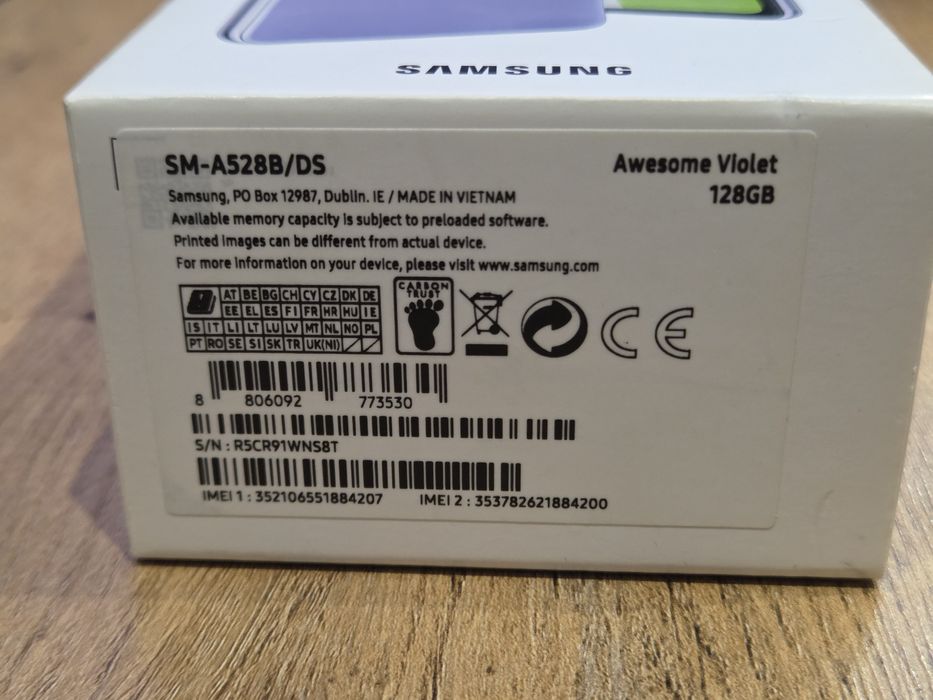 SAMSUNG
SM-A528B/DS
Awesome Violet
128GB
Samsung, PO Box 12987, Dublin. IE / MADE IN VIETNAM
Available memory capacity is subject to preloaded software.
Printed images can be different from actual device.
For more information on your device, please visit www.samsung.com
AT BE BG CH CY CZ DK DE
EE EL ES FI FR HR HU IE
IS IT LI LT LU LV MT NL NO PL
PT RO SE SI SK TR UK(NI)
CARBON
TRUST
CE
8 806092 773530
S/N : R5CR91WNS8T
IMEI 1 : 352106551884207 IMEI 2 : 353782621884200